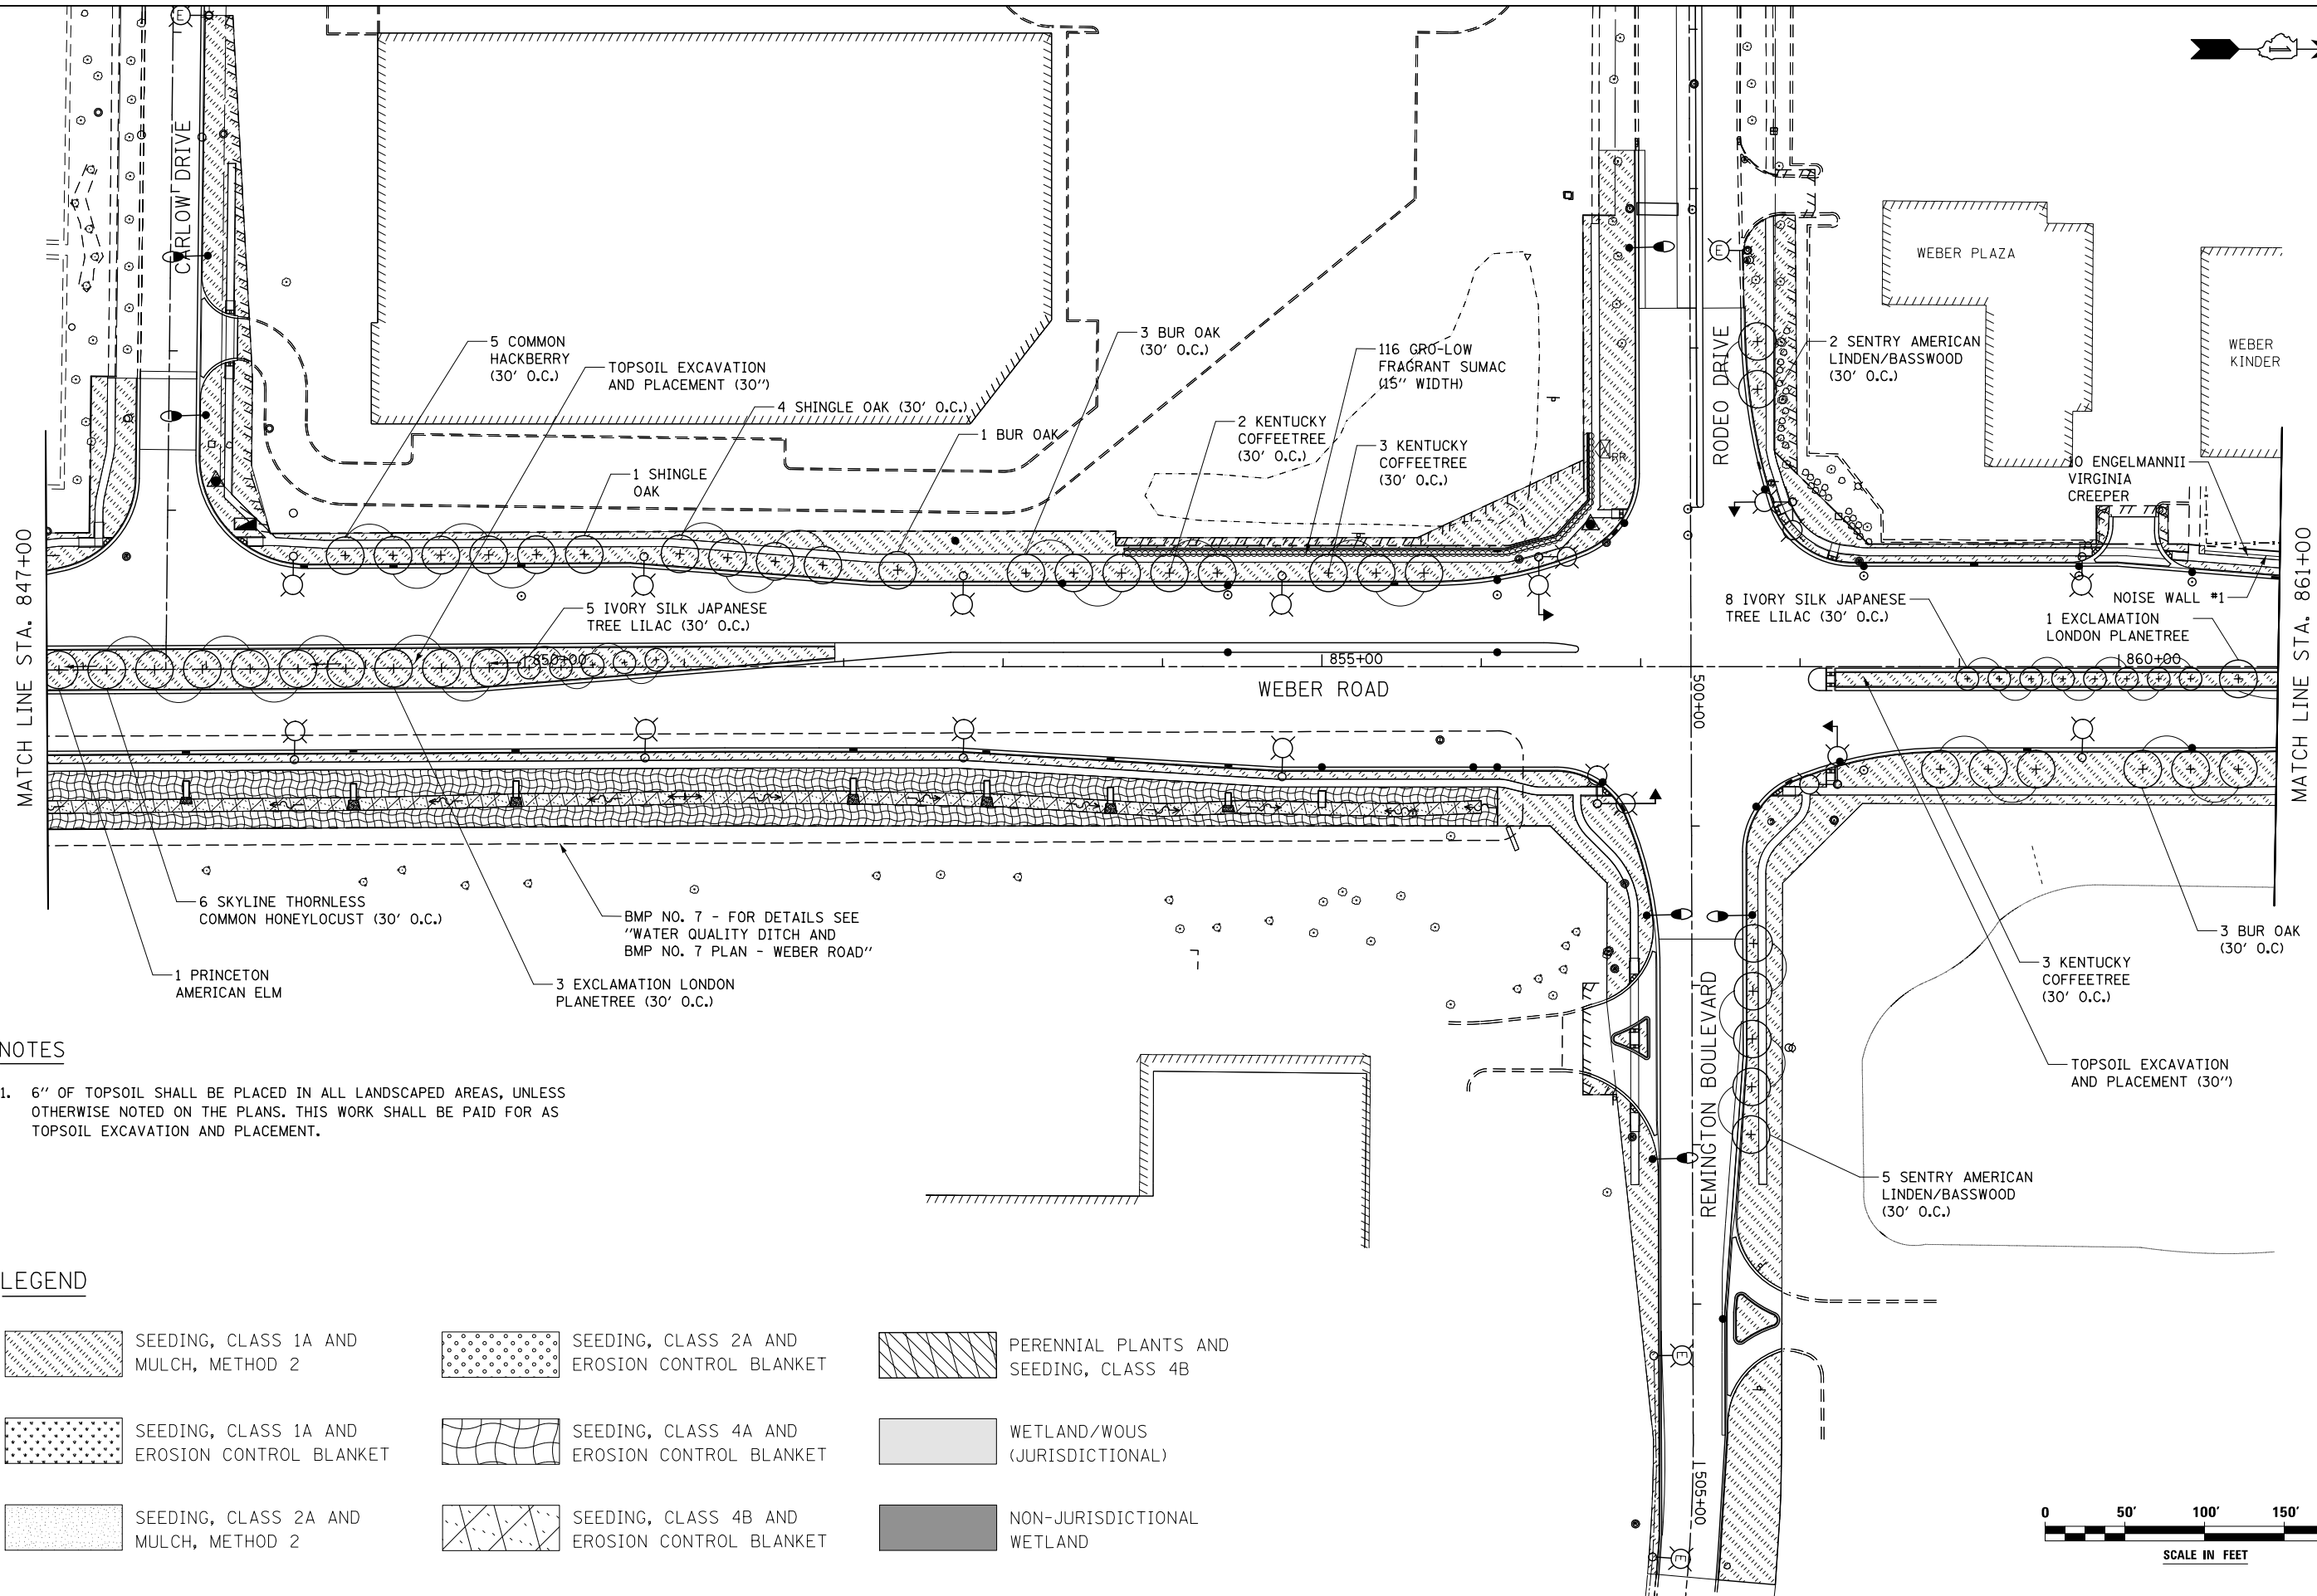 CARLOW DRIVE
5 COMMON
HACKBERRY
(30' O.C.)
TOPSOIL EXCAVATION
AND PLACEMENT (30")
4 SHINGLE OAK (30' O.C.)
1 SHINGLE
OAK
1 BUR OAK
3 BUR OAK
(30' O.C.)
116 GRO-LOW
FRAGRANT SUMAC
(15" WIDTH)
2 KENTUCKY
COFFEETREE
(30' O.C.)
3 KENTUCKY
COFFEETREE
(30' O.C.)
RR
E
E
RODEO DRIVE
WEBER PLAZA
WEBER
KINDER
2 SENTRY AMERICAN
LINDEN/BASSWOOD
(30' O.C.)
0 ENGELMANNII
VIRGINIA
CREEPER
NOISE WALL #1
8 IVORY SILK JAPANESE
TREE LILAC (30' O.C.)
1 EXCLAMATION
LONDON PLANETREE
5 IVORY SILK JAPANESE
TREE LILAC (30' O.C.)
MATCH LINE STA. 847+00
MATCH LINE STA. 861+00
850+00
855+00
860+00
WEBER ROAD
500+00
6 SKYLINE THORNLESS
COMMON HONEYLOCUST (30' O.C.)
1 PRINCETON
AMERICAN ELM
BMP NO. 7 - FOR DETAILS SEE
"WATER QUALITY DITCH AND
BMP NO. 7 PLAN - WEBER ROAD"
3 EXCLAMATION LONDON
PLANETREE (30' O.C.)
3 BUR OAK
(30' O.C)
3 KENTUCKY
COFFEETREE
(30' O.C.)
TOPSOIL EXCAVATION
AND PLACEMENT (30")
REMINGTON BOULEVARD
5 SENTRY AMERICAN
LINDEN/BASSWOOD
(30' O.C.)
505+00
E
E
NOTES
1. 6" OF TOPSOIL SHALL BE PLACED IN ALL LANDSCAPED AREAS, UNLESS
OTHERWISE NOTED ON THE PLANS. THIS WORK SHALL BE PAID FOR AS
TOPSOIL EXCAVATION AND PLACEMENT.
LEGEND
SEEDING, CLASS 1A AND
MULCH, METHOD 2
SEEDING, CLASS 2A AND
EROSION CONTROL BLANKET
PERENNIAL PLANTS AND
SEEDING, CLASS 4B
SEEDING, CLASS 1A AND
EROSION CONTROL BLANKET
SEEDING, CLASS 4A AND
EROSION CONTROL BLANKET
WETLAND/WOUS
(JURISDICTIONAL)
SEEDING, CLASS 2A AND
MULCH, METHOD 2
SEEDING, CLASS 4B AND
EROSION CONTROL BLANKET
NON-JURISDICTIONAL
WETLAND
0 50' 100' 150'
SCALE IN FEET